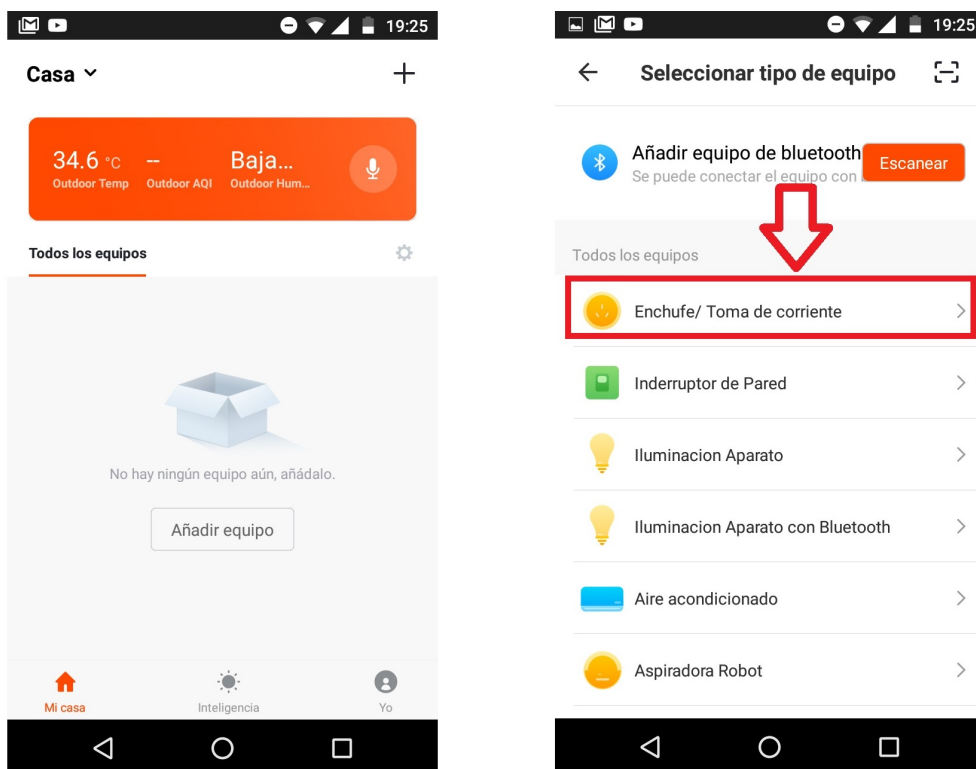 19:25
Casa
34.6 °C -- Baja...
Outdoor Temp Outdoor AQI Outdoor Hum...
Todos los equipos
No hay ningún equipo aún, añádalo.
Añadir equipo
Mi casa Inteligencia Yo
19:25
Seleccionar tipo de equipo
Añadir equipo de bluetooth
Escanear
Se puede conectar el equipo con
Todos los equipos
Enchufe/ Toma de corriente
Inderruptor de Pared
Iluminacion Aparato
Iluminacion Aparato con Bluetooth
Aire acondicionado
Aspiradora Robot